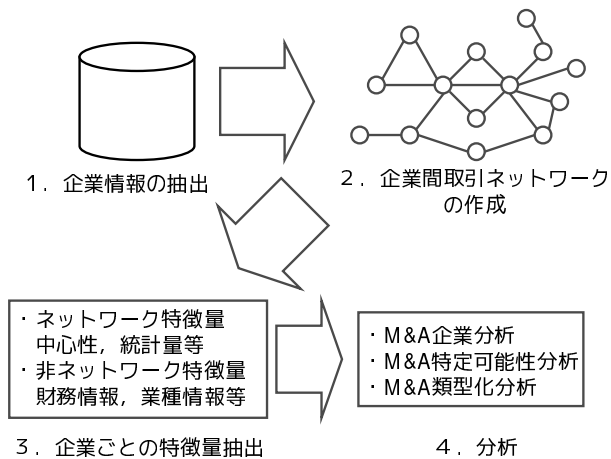 １．企業情報の抽出
２．企業間取引ネットワーク
の作成
・ネットワーク特徴量
中心性，統計量等
・非ネットワーク特徴量
財務情報，業種情報等
３．企業ごとの特徴量抽出
・M&A企業分析
・M&A特定可能性分析
・M&A類型化分析
４．分析